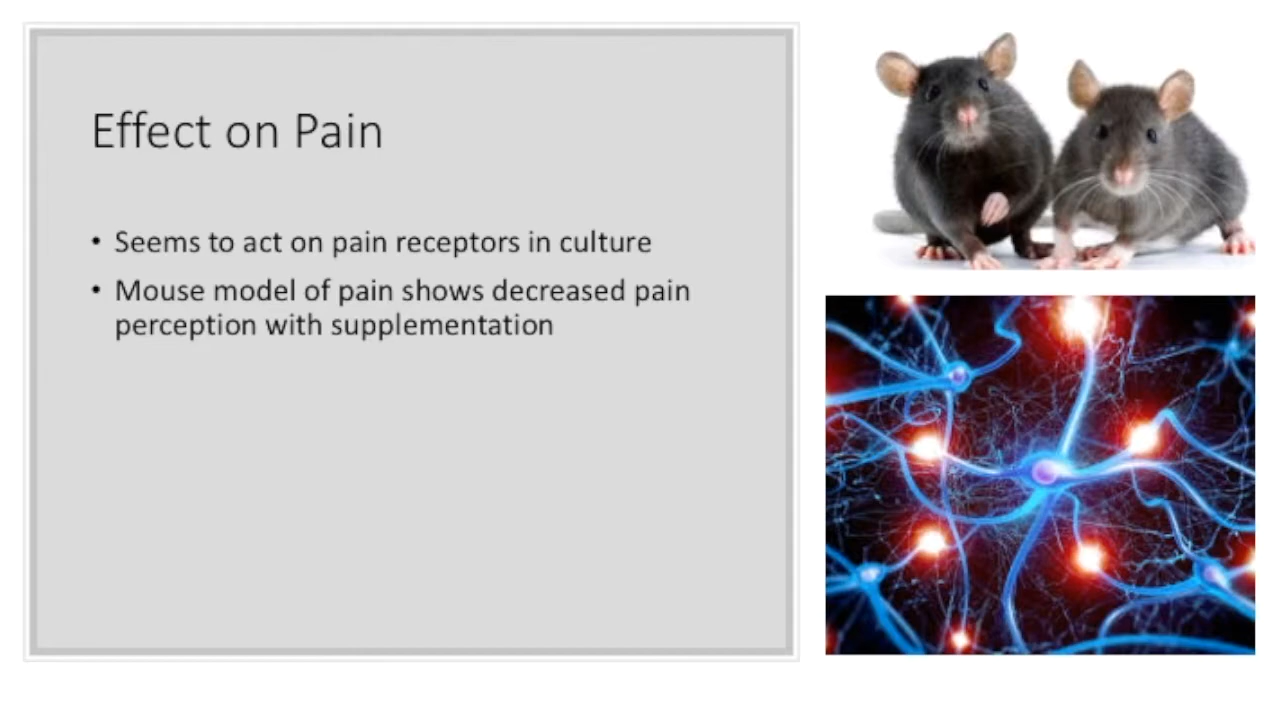 Effect on Pain
• Seems to act on pain receptors in culture
• Mouse model of pain shows decreased pain
perception with supplementation